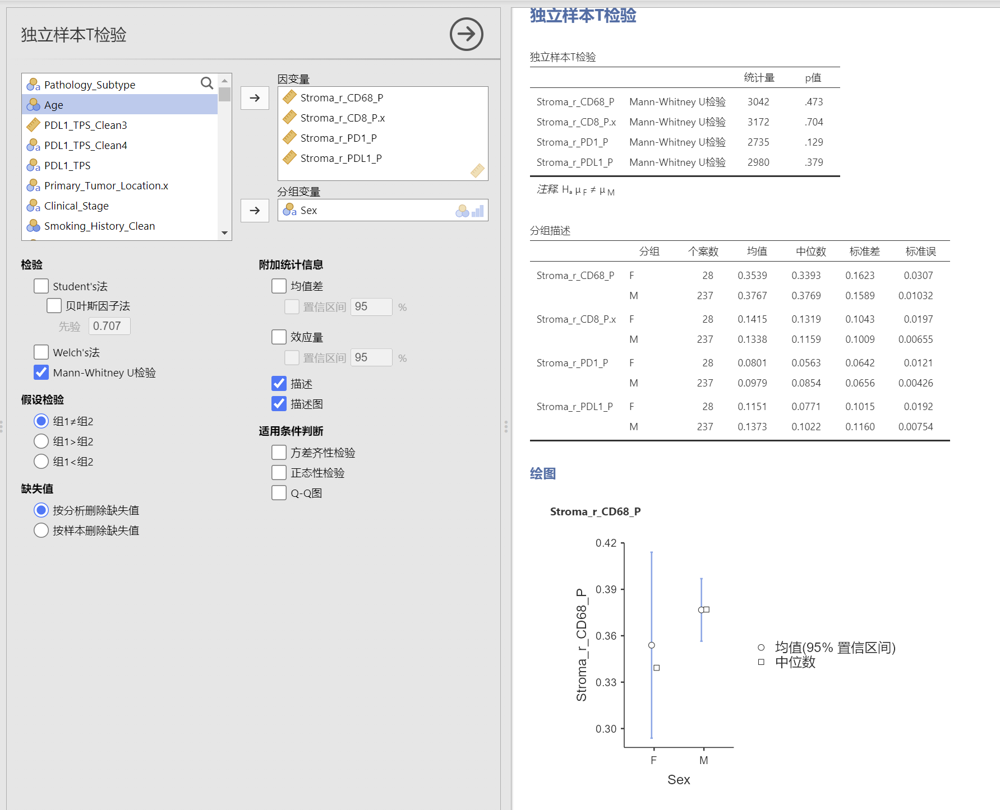 独立样本T检验
Pathology_Subtype
Age
PDL1_TPS_Clean3
PDL1_TPS_Clean4
PDL1_TPS
Primary_Tumor_Location.x
Clinical_Stage
Smoking_History_Clean
因变量
Stroma_r_CD68_P
Stroma_r_CD8_P.x
Stroma_r_PD1_P
Stroma_r_PDL1_P
分组变量
Sex
检验
Student's法
贝叶斯因子法
先验 0.707
Welch's法
Mann-Whitney U检验
假设检验
组1≠组2
组1>组2
组1<组2
缺失值
按分析删除缺失值
按样本删除缺失值
附加统计信息
均值差
置信区间 95 %
效应量
置信区间 95 %
描述
描述图
适用条件判断
方差齐性检验
正态性检验
Q-Q图
独立样本T检验
独立样本T检验
统计量 p值
Stroma_r_CD68_P Mann-Whitney U检验 3042 .473
Stroma_r_CD8_P.x Mann-Whitney U检验 3172 .704
Stroma_r_PD1_P Mann-Whitney U检验 2735 .129
Stroma_r_PDL1_P Mann-Whitney U检验 2980 .379
注释 Hₐ μ F ≠ μ M
分组描述
分组 个案数 均值 中位数 标准差 标准误
Stroma_r_CD68_P F 28 0.3539 0.3393 0.1623 0.0307
M 237 0.3767 0.3769 0.1589 0.01032
Stroma_r_CD8_P.x F 28 0.1415 0.1319 0.1043 0.0197
M 237 0.1338 0.1159 0.1009 0.00655
Stroma_r_PD1_P F 28 0.0801 0.0563 0.0642 0.0121
M 237 0.0979 0.0854 0.0656 0.00426
Stroma_r_PDL1_P F 28 0.1151 0.0771 0.1015 0.0192
M 237 0.1373 0.1022 0.1160 0.00754
绘图
Stroma_r_CD68_P
Stroma_r_CD68_P
0.42
0.39
0.36
0.33
0.30
F M
Sex
均值(95% 置信区间)
中位数